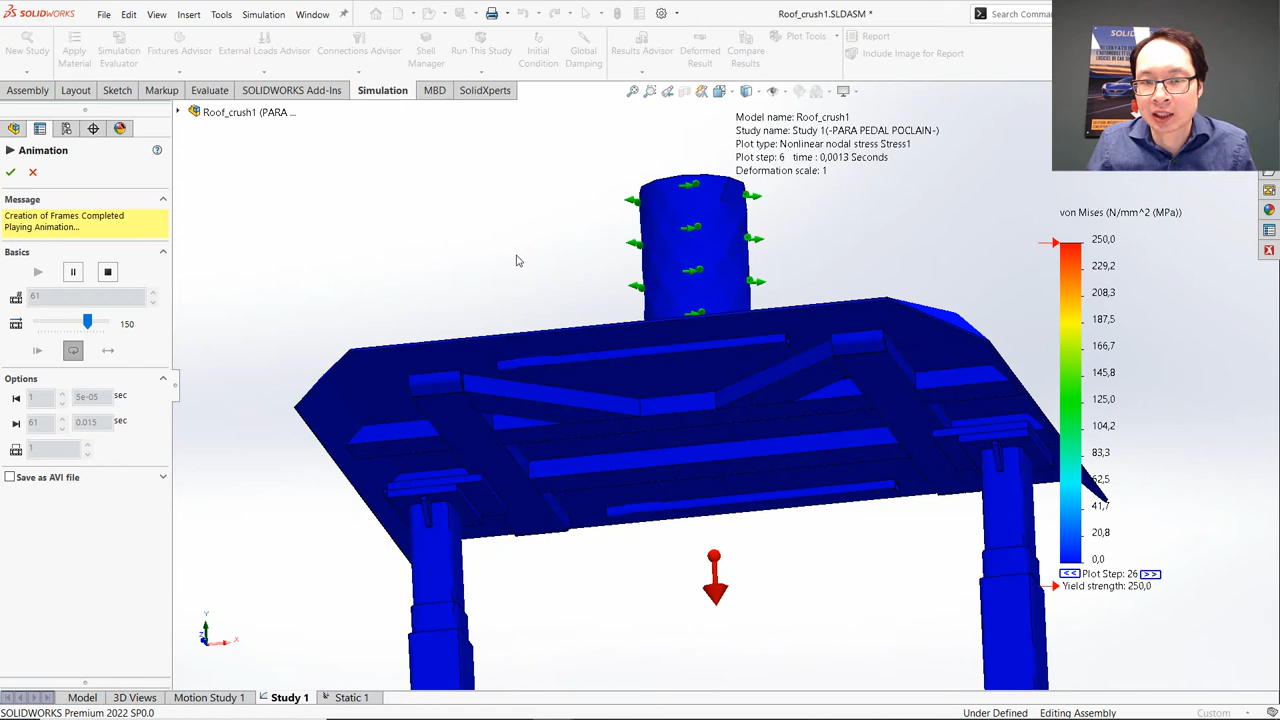 SOLIDWORKS
File Edit View Insert Tools Simulation Window
Roof_crush1.SLDASM *
Search Comma
New Study
Apply Material
Simulation Evaluator
Fixtures Advisor
External Loads Advisor
Connections Advisor
Shell Manager
Run This Study
Initial Condition
Global Damping
Results Advisor
Deformed Result
Compare Results
Plot Tools
Report
Include Image for Report
Assembly Layout Sketch Markup Evaluate SOLIDWORKS Add-Ins Simulation MBD SolidXperts
Roof_crush1 (PARA ...
Animation
Message
Creation of Frames Completed
Playing Animation...
Basics
61
150
Options
1 5e-05 sec
61 0.015 sec
1
Save as AVI file
Model name: Roof_crush1
Study name: Study 1(PARA PEDAL POCLAIN-)
Plot type: Nonlinear nodal stress Stress1
Plot step: 6 time : 0,0013 Seconds
Deformation scale: 1
von Mises (N/mm^2 (MPa))
250,0
229,2
208,3
187,5
166,7
145,8
125,0
104,2
83,3
62,5
41,7
20,8
0,0
<< Plot Step: 26 >>
Yield strength: 250,0
Y
X
Z
Model 3D Views Motion Study 1 Study 1 Static 1
SOLIDWORKS Premium 2022 SP0.0
Under Defined Editing Assembly Custom